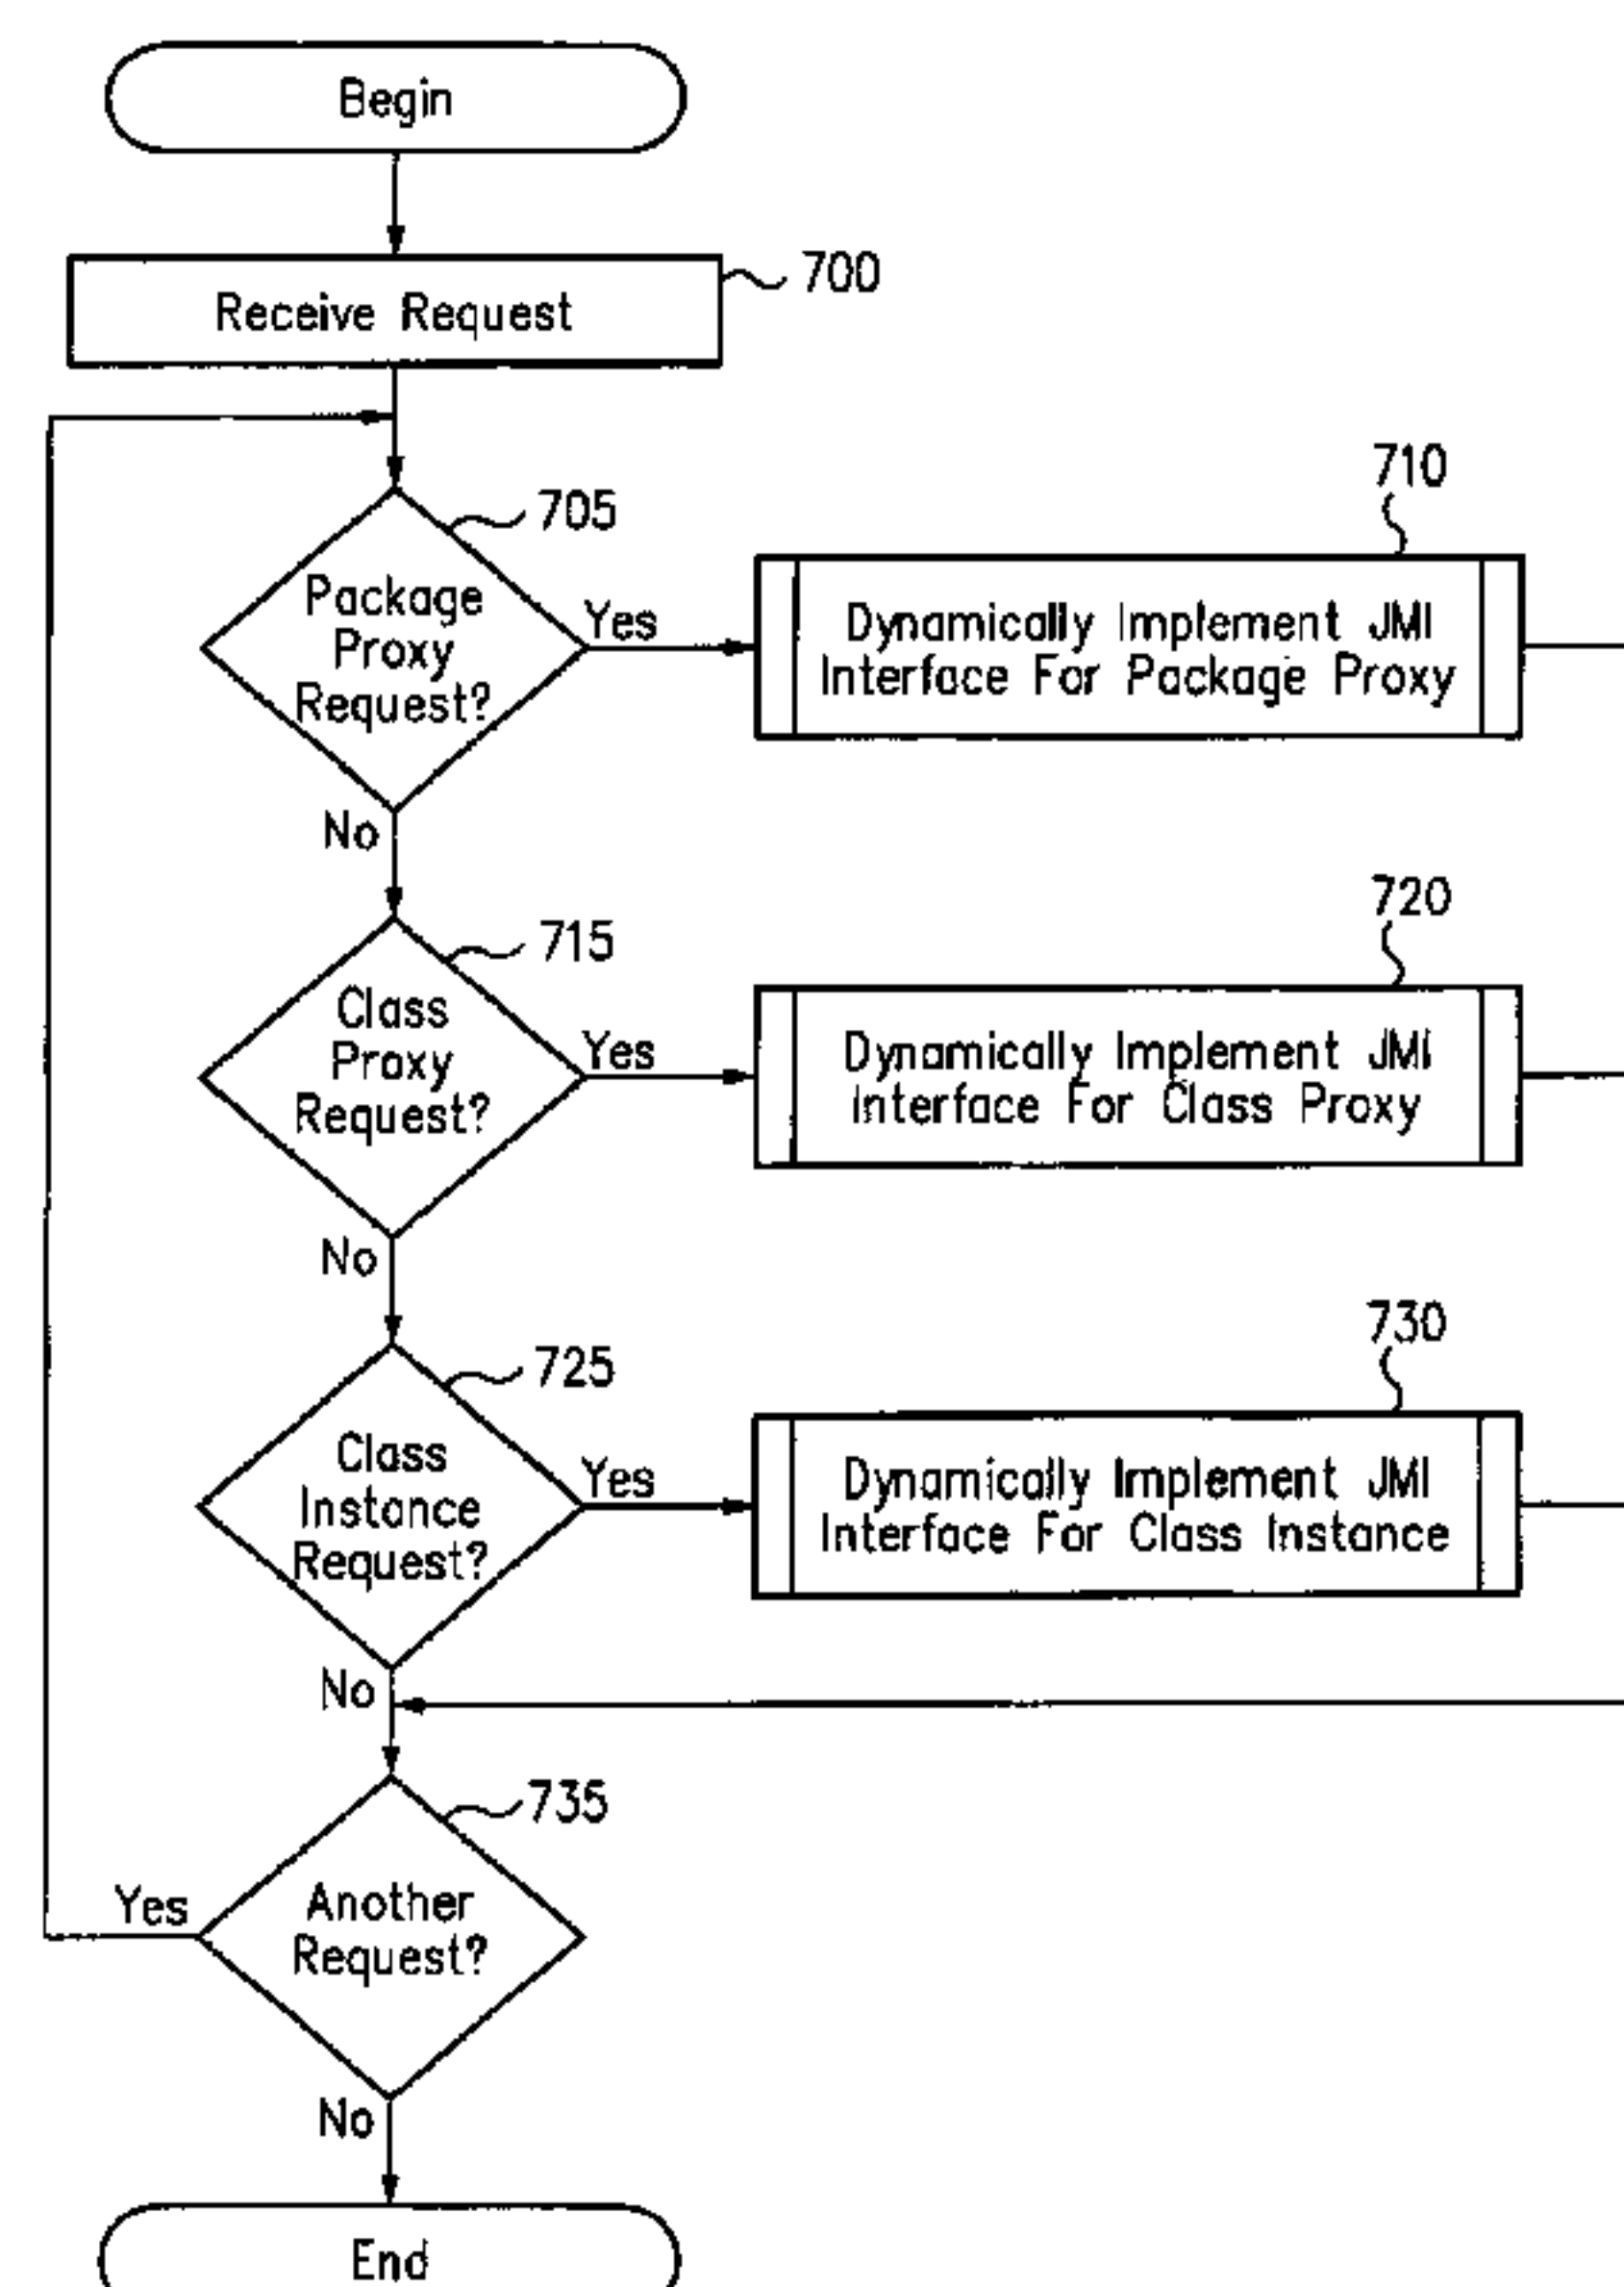 Begin
Receive Request
700
705
Package
Proxy
Request?
Yes
No
710
Dynamically Implement JMI
Interface For Package Proxy
715
Class
Proxy
Request?
Yes
No
720
Dynamically Implement JMI
Interface For Class Proxy
725
Class
Instance
Request?
Yes
No
730
Dynamically Implement JMI
Interface For Class Instance
735
Another
Request?
Yes
No
End